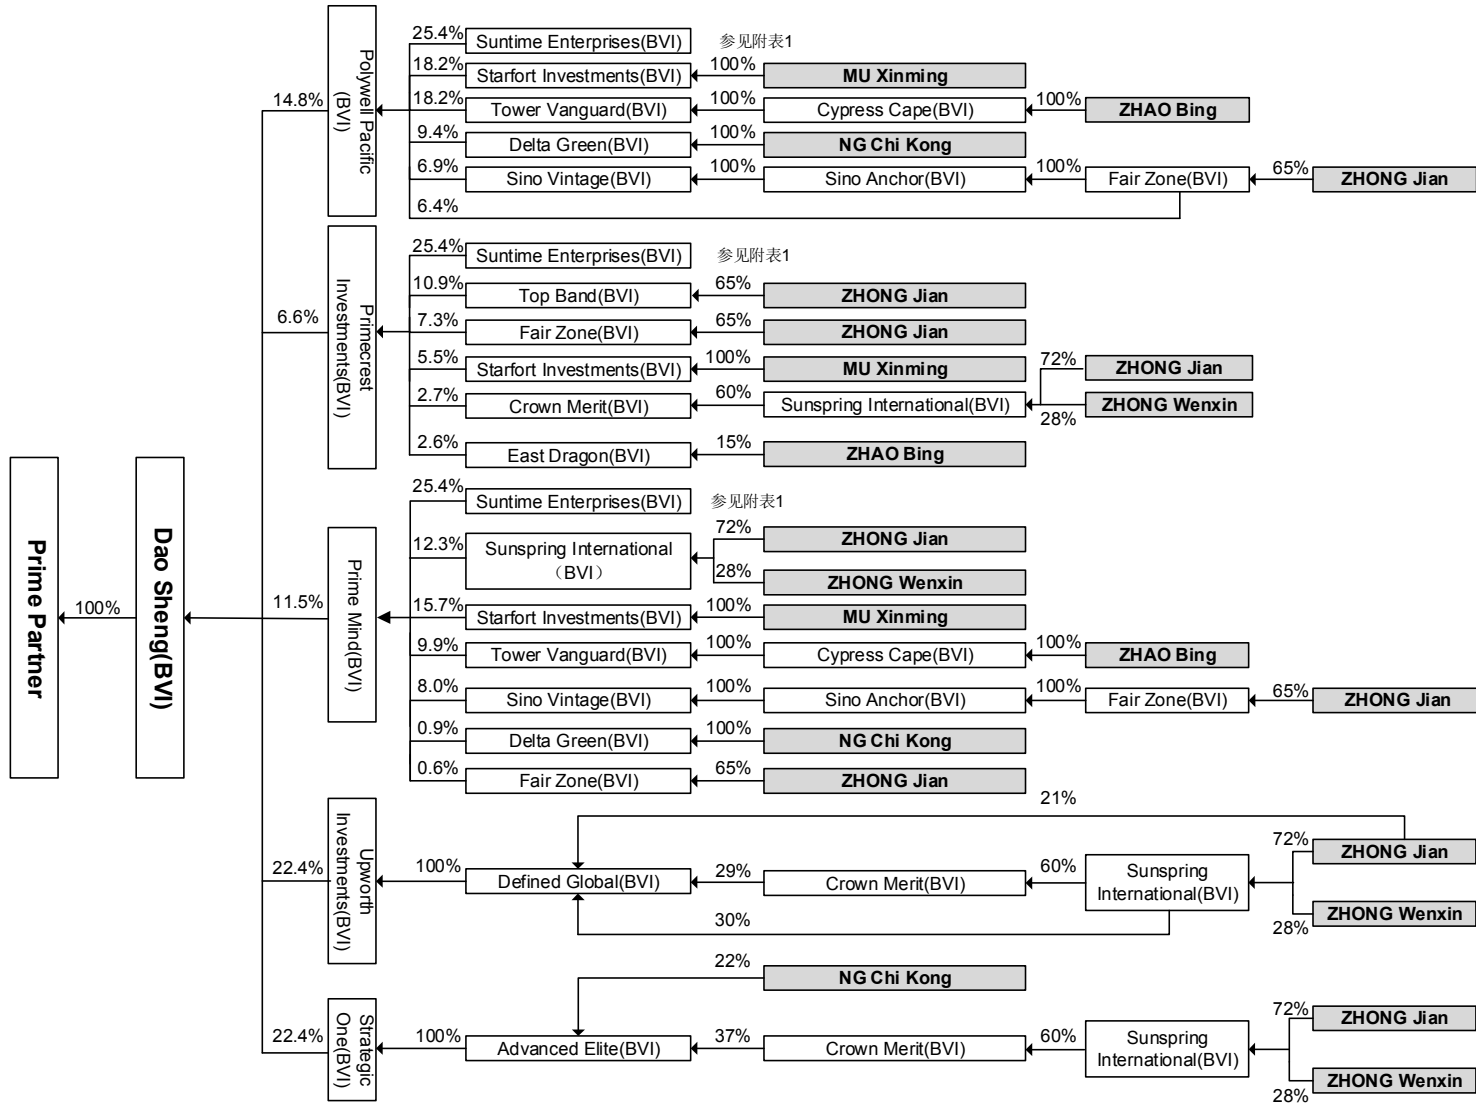 Prime Partner
100%
Dao Sheng(BVI)
14.8%
Polywell Pacific
(BVI)
25.4%
Suntime Enterprises(BVI)
参见附表1
18.2%
Starfort Investments(BVI)
100%
MU Xinming
18.2%
Tower Vanguard(BVI)
100%
Cypress Cape(BVI)
100%
ZHAO Bing
9.4%
Delta Green(BVI)
100%
NG Chi Kong
6.9%
Sino Vintage(BVI)
100%
Sino Anchor(BVI)
100%
Fair Zone(BVI)
65%
ZHONG Jian
6.4%
6.6%
Primecrest
Investments(BVI)
25.4%
Suntime Enterprises(BVI)
参见附表1
10.9%
Top Band(BVI)
65%
ZHONG Jian
7.3%
Fair Zone(BVI)
65%
ZHONG Jian
5.5%
Starfort Investments(BVI)
100%
MU Xinming
2.7%
Crown Merit(BVI)
60%
Sunspring International(BVI)
72%
ZHONG Jian
28%
ZHONG Wenxin
2.6%
East Dragon(BVI)
15%
ZHAO Bing
11.5%
Prime Mind(BVI)
25.4%
Suntime Enterprises(BVI)
参见附表1
12.3%
Sunspring International
（BVI）
72%
ZHONG Jian
28%
ZHONG Wenxin
15.7%
Starfort Investments(BVI)
100%
MU Xinming
9.9%
Tower Vanguard(BVI)
100%
Cypress Cape(BVI)
100%
ZHAO Bing
8.0%
Sino Vintage(BVI)
100%
Sino Anchor(BVI)
100%
Fair Zone(BVI)
65%
ZHONG Jian
0.9%
Delta Green(BVI)
100%
NG Chi Kong
0.6%
Fair Zone(BVI)
65%
ZHONG Jian
22.4%
Upworth
Investments(BVI)
100%
Defined Global(BVI)
21%
29%
Crown Merit(BVI)
60%
Sunspring
International(BVI)
72%
ZHONG Jian
28%
ZHONG Wenxin
30%
22.4%
Strategic
One(BVI)
100%
Advanced Elite(BVI)
22%
NG Chi Kong
37%
Crown Merit(BVI)
60%
Sunspring
International(BVI)
72%
ZHONG Jian
28%
ZHONG Wenxin